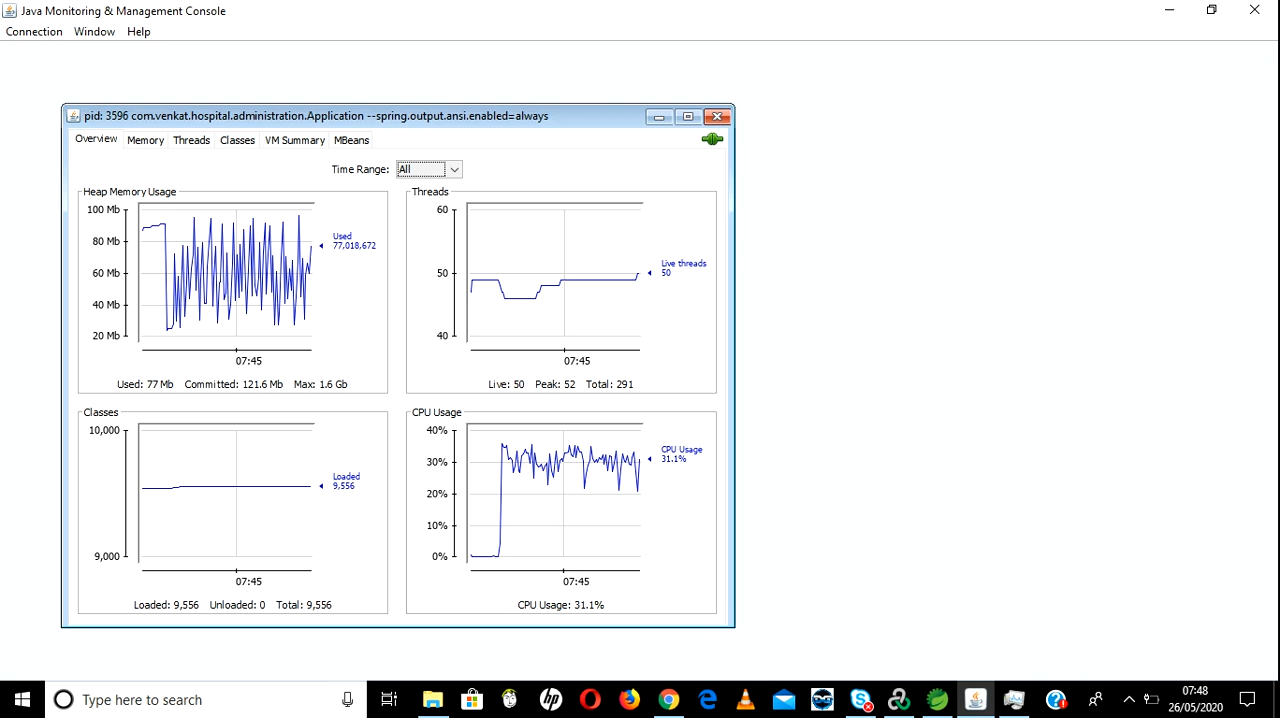 Java Monitoring & Management Console
Connection Window Help
pid: 3596 com.venkat.hospital.administration.Application --spring.output.ansi.enabled=always
Overview Memory Threads Classes VM Summary MBeans
Time Range: All
Heap Memory Usage
100 Mb
80 Mb
60 Mb
40 Mb
20 Mb
Used
77,018,672
07:45
Used: 77 Mb Committed: 121.6 Mb Max: 1.6 Gb
Threads
60
50
40
Live threads
50
07:45
Live: 50 Peak: 52 Total: 291
Classes
10,000
9,000
Loaded
9,556
07:45
Loaded: 9,556 Unloaded: 0 Total: 9,556
CPU Usage
40%
30%
20%
10%
0%
CPU Usage
31.1%
07:45
CPU Usage: 31.1%
Type here to search
hp
07:48
26/05/2020